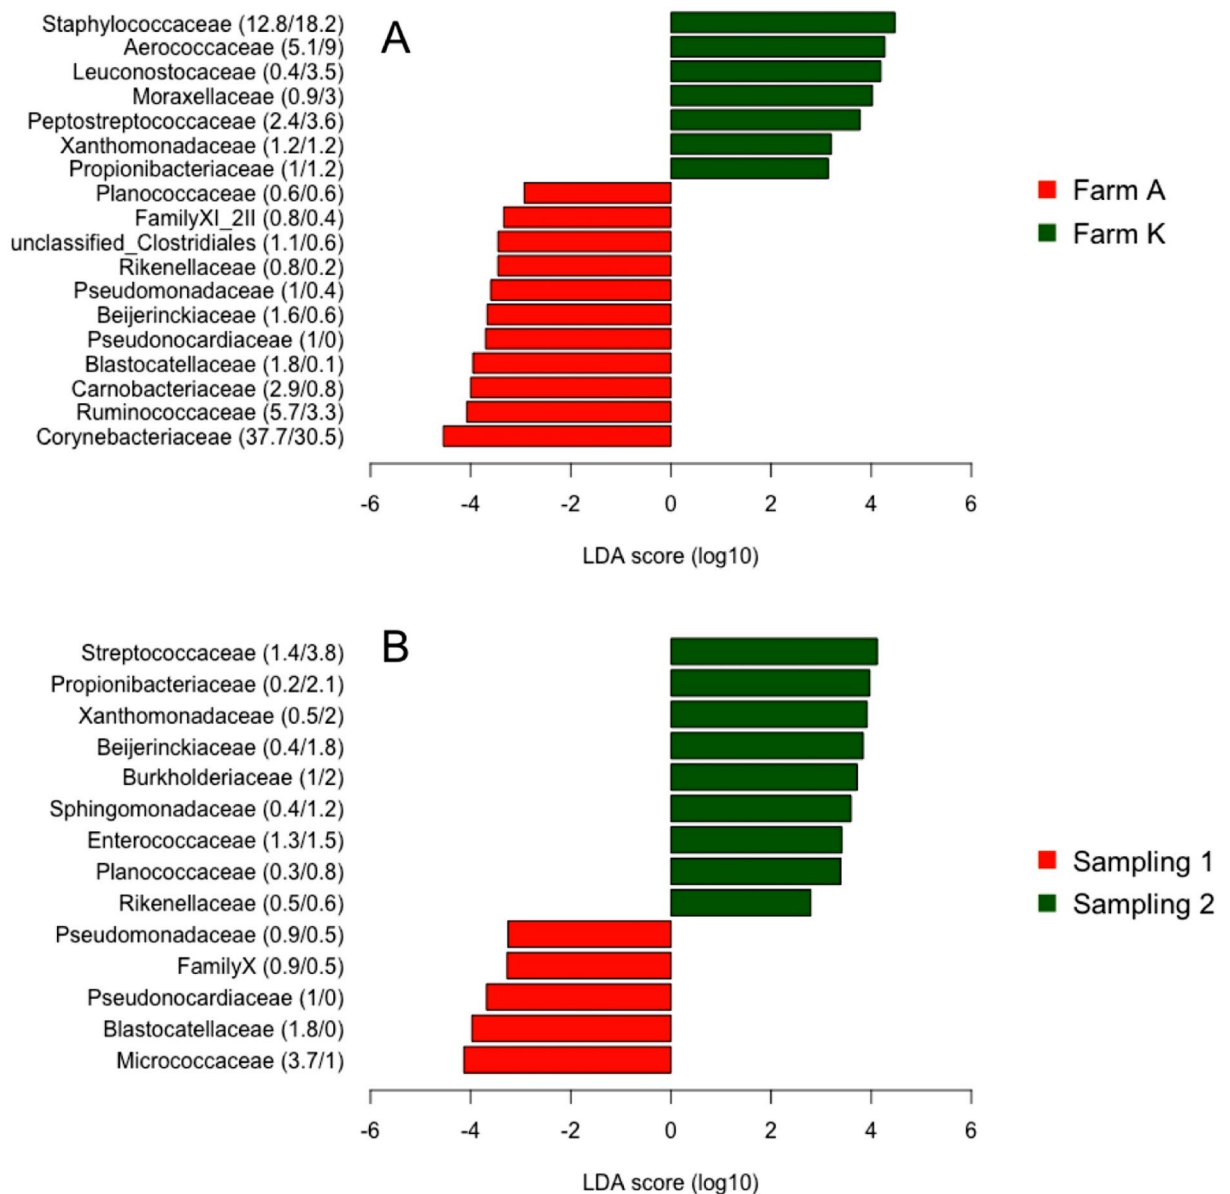 A
Staphylococcaceae (12.8/18.2)
Aerococcaceae (5.1/9)
Leuconostocaceae (0.4/3.5)
Moraxellaceae (0.9/3)
Peptostreptococcaceae (2.4/3.6)
Xanthomonadaceae (1.2/1.2)
Propionibacteriaceae (1/1.2)
Planococcaceae (0.6/0.6)
FamilyXI_2II (0.8/0.4)
unclassified_Clostridiales (1.1/0.6)
Rikenellaceae (0.8/0.2)
Pseudomonadaceae (1/0.4)
Beijerinckiaceae (1.6/0.6)
Pseudonocardiaceae (1/0)
Blastocatellaceae (1.8/0.1)
Carnobacteriaceae (2.9/0.8)
Ruminococcaceae (5.7/3.3)
Corynebacteriaceae (37.7/30.5)
Farm A
Farm K
-6 -4 -2 0 2 4 6
LDA score (log10)
B
Streptococcaceae (1.4/3.8)
Propionibacteriaceae (0.2/2.1)
Xanthomonadaceae (0.5/2)
Beijerinckiaceae (0.4/1.8)
Burkholderiaceae (1/2)
Sphingomonadaceae (0.4/1.2)
Enterococcaceae (1.3/1.5)
Planococcaceae (0.3/0.8)
Rikenellaceae (0.5/0.6)
Pseudomonadaceae (0.9/0.5)
FamilyX (0.9/0.5)
Pseudonocardiaceae (1/0)
Blastocatellaceae (1.8/0)
Micrococcaceae (3.7/1)
Sampling 1
Sampling 2
-6 -4 -2 0 2 4 6
LDA score (log10)